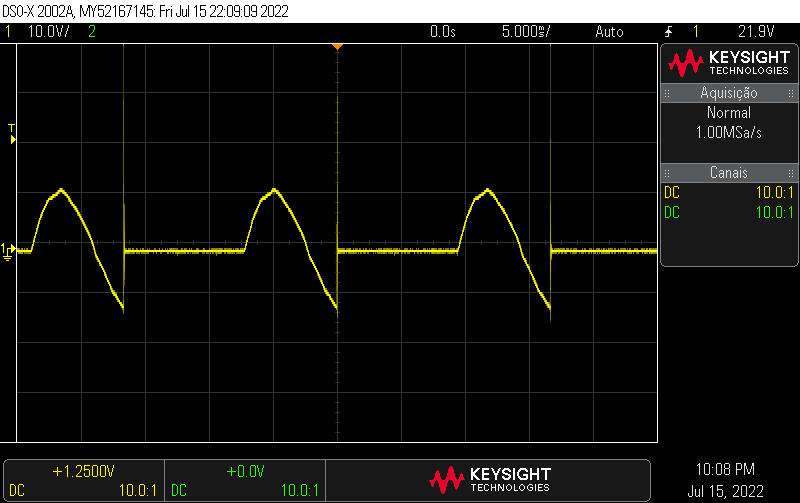 DSO-X 2002A, MY52167145: Fri Jul 15 22:09:09 2022
1 10.0V/ 2 0.0s 5.000ms/ Auto 1 21.9V
KEYSIGHT
TECHNOLOGIES
Aquisição
Normal
1.00MSa/s
Canais
DC 10.0:1
DC 10.0:1
T
1
+1.2500V
DC 10.0:1
+0.0V
DC 10.0:1
KEYSIGHT
TECHNOLOGIES
10:08 PM
Jul 15, 2022